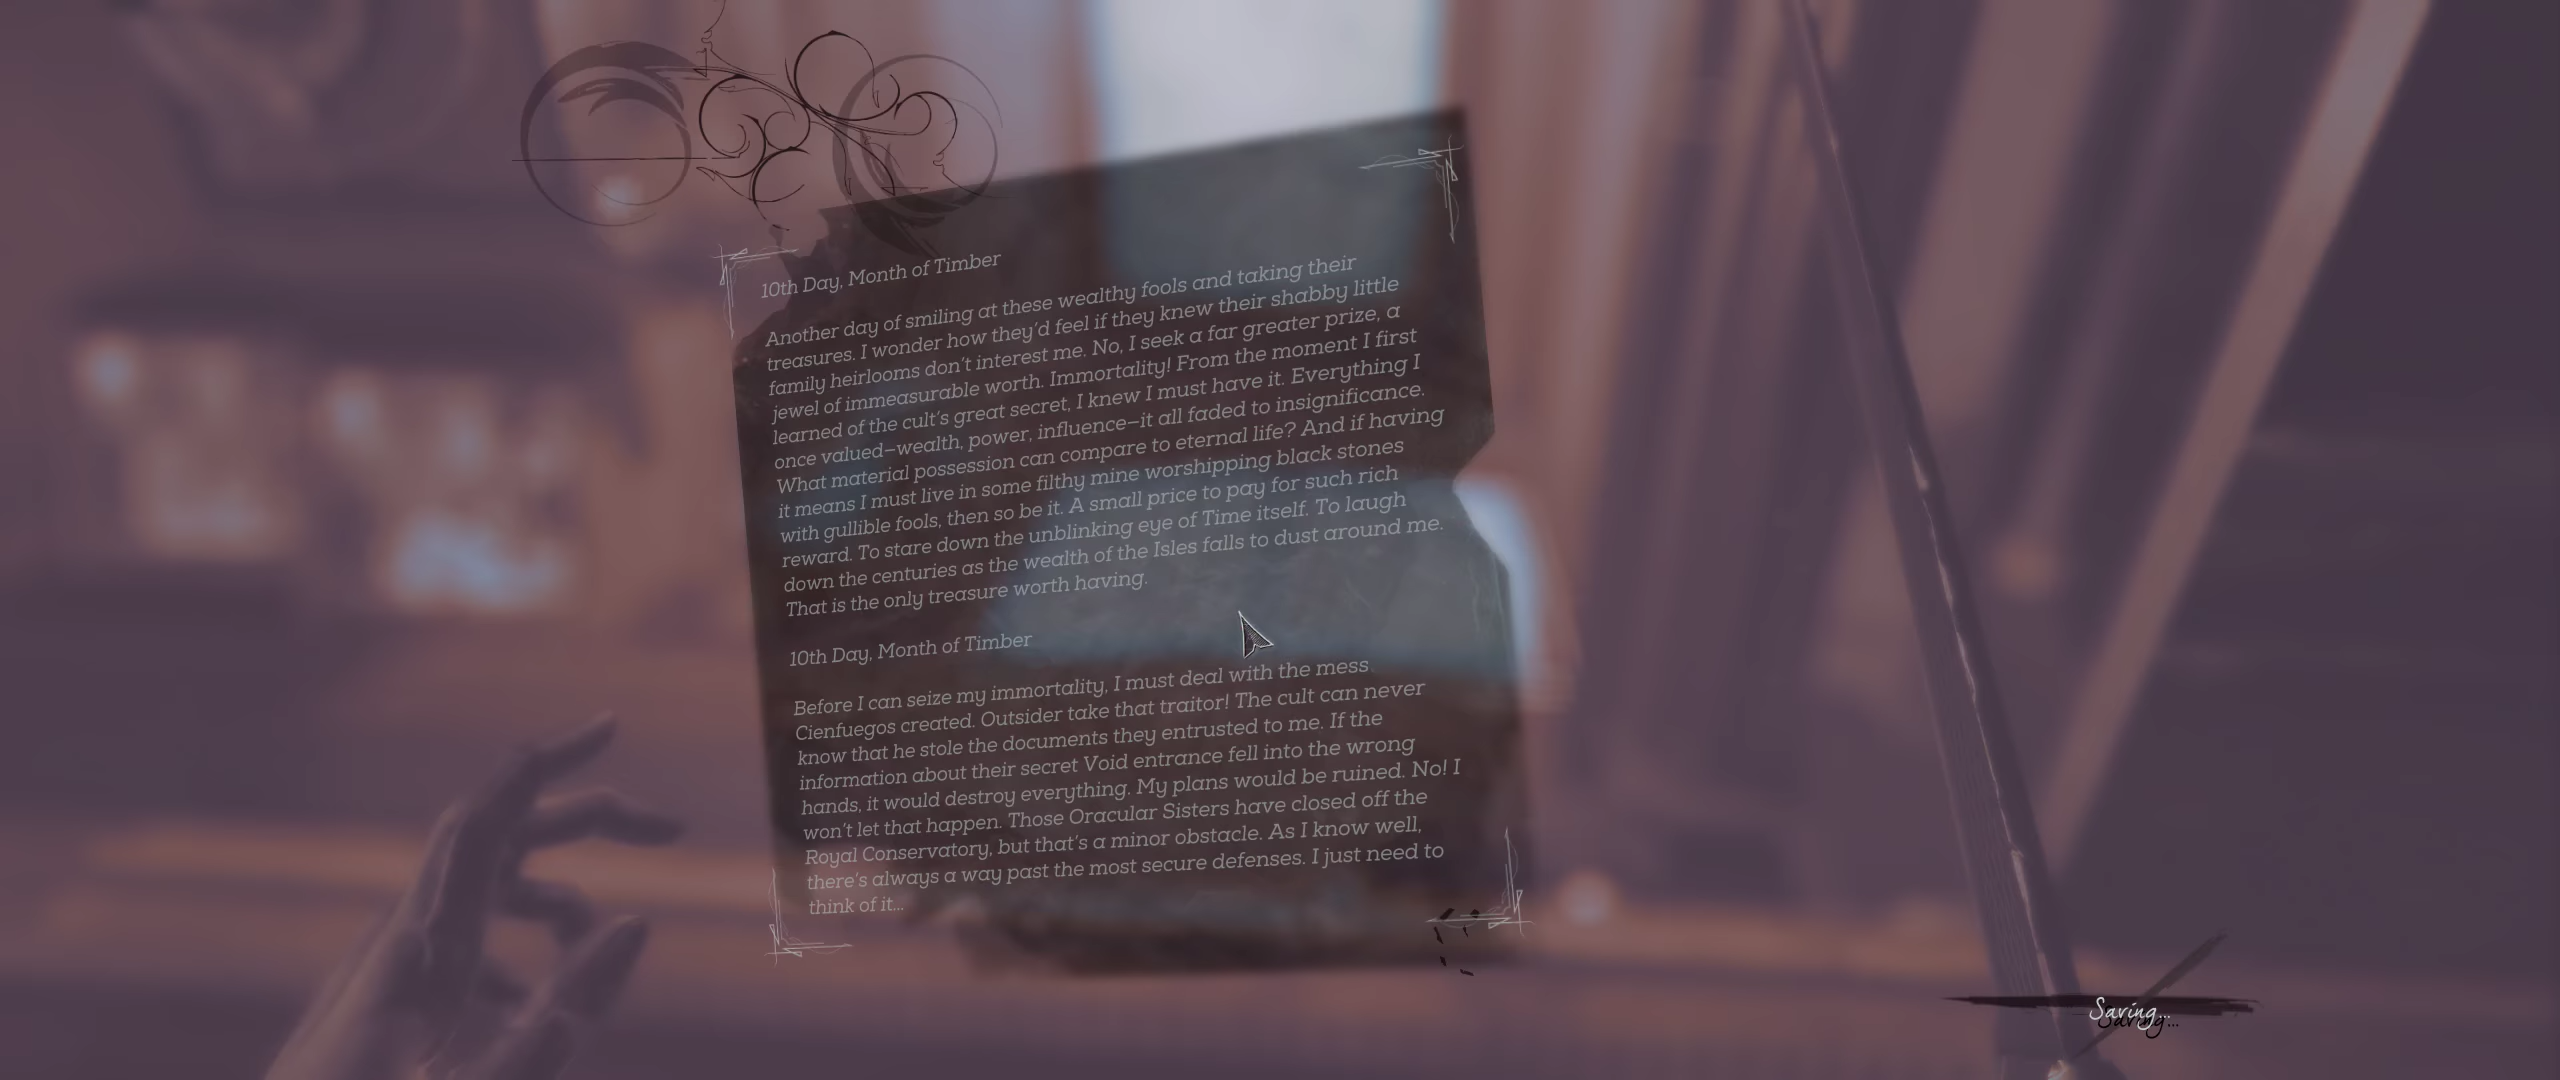 10th Day, Month of Timber
Another day of smiling at these wealthy fools and taking their
treasures. I wonder how they'd feel if they knew their shabby little
family heirlooms don't interest me. No, I seek a far greater prize, a
jewel of immeasurable worth. Immortality! From the moment I first
learned of the cult's great secret, I knew I must have it. Everything I
once valued—wealth, power, influence—it all faded to insignificance.
What material possession can compare to eternal life? And if having
it means I must live in some filthy mine worshipping black stones
with gullible fools, then so be it. A small price to pay for such rich
reward. To stare down the unblinking eye of Time itself. To laugh
down the centuries as the wealth of the Isles falls to dust around me.
That is the only treasure worth having.
10th Day, Month of Timber
Before I can seize my immortality, I must deal with the mess
Cienfuegos created. Outsider take that traitor! The cult can never
know that he stole the documents they entrusted to me. If the
information about their secret Void entrance fell into the wrong
hands, it would destroy everything. My plans would be ruined. No! I
won't let that happen. Those Oracular Sisters have closed off the
Royal Conservatory, but that's a minor obstacle. As I know well,
there's always a way past the most secure defenses. I just need to
think of it...
Saving...